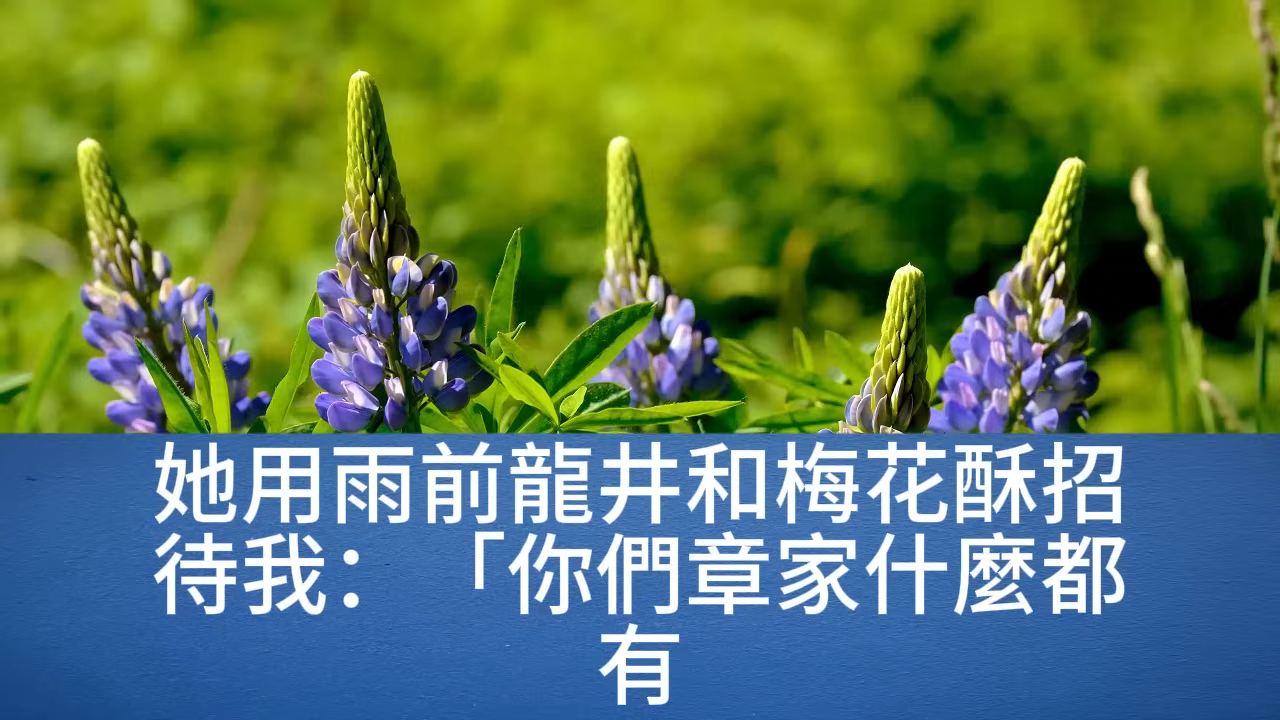 她用雨前龍井和梅花酥招
待我：「你們章家什麼都
有